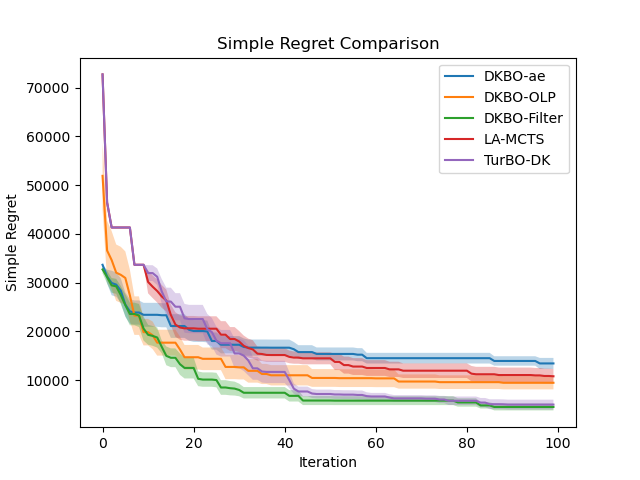 Simple Regret Comparison
Simple Regret
70000
60000
50000
40000
30000
20000
10000
DKBO-ae
DKBO-OLP
DKBO-Filter
LA-MCTS
TurBO-DK
0 20 40 60 80 100
Iteration